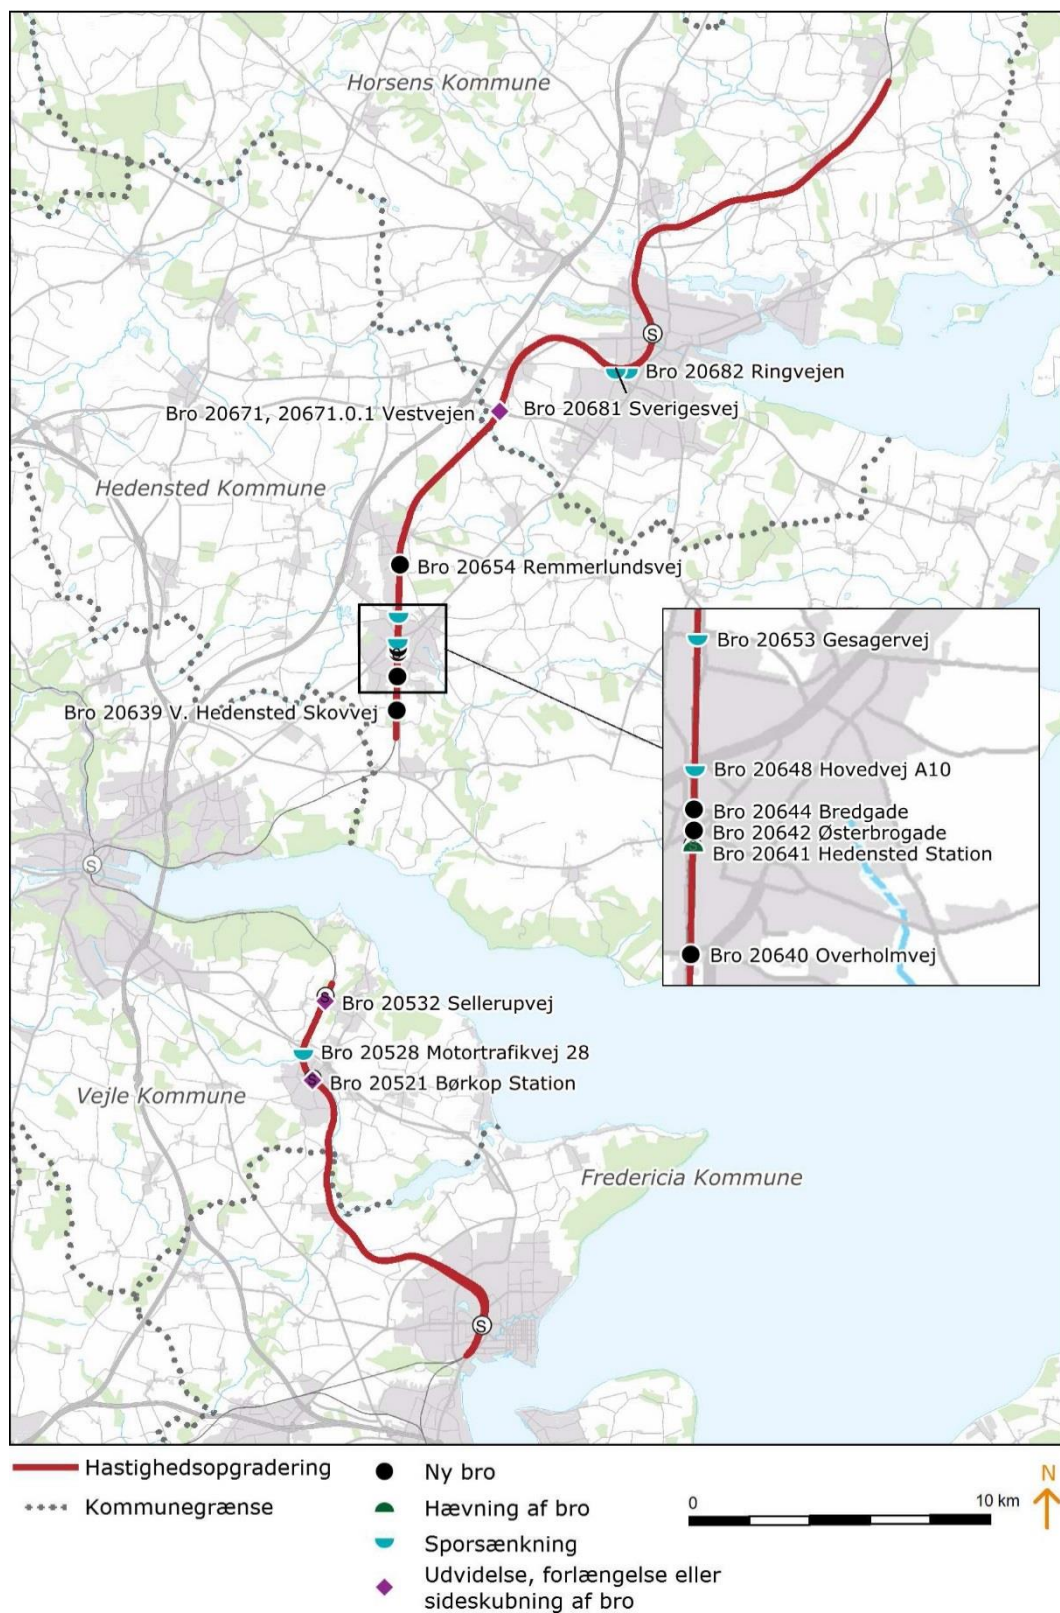 Horsens Kommune
S
Bro 20682 Ringvejen
Bro 20681 Sverigesvej
Bro 20671, 20671.0.1 Vestvejen
Hedensted Kommune
Bro 20654 Remmerlundsvej
Bro 20653 Gesagervej
Bro 20639 V. Hedensted Skovvej
Bro 20648 Hovedvej A10
Bro 20644 Bredgade
Bro 20642 Østerbrogade
Bro 20641 Hedensted Station
S
Bro 20640 Overholmvej
S
Bro 20532 Sellerupvej
Bro 20528 Motortrafikvej 28
S
Bro 20521 Børkop Station
Vejle Kommune
Fredericia Kommune
S
Hastighedsopgradering
Kommunegrænse
Ny bro
Hævning af bro
Sporsænkning
Udvidelse, forlængelse eller
sideskubning af bro
0
10 km
N